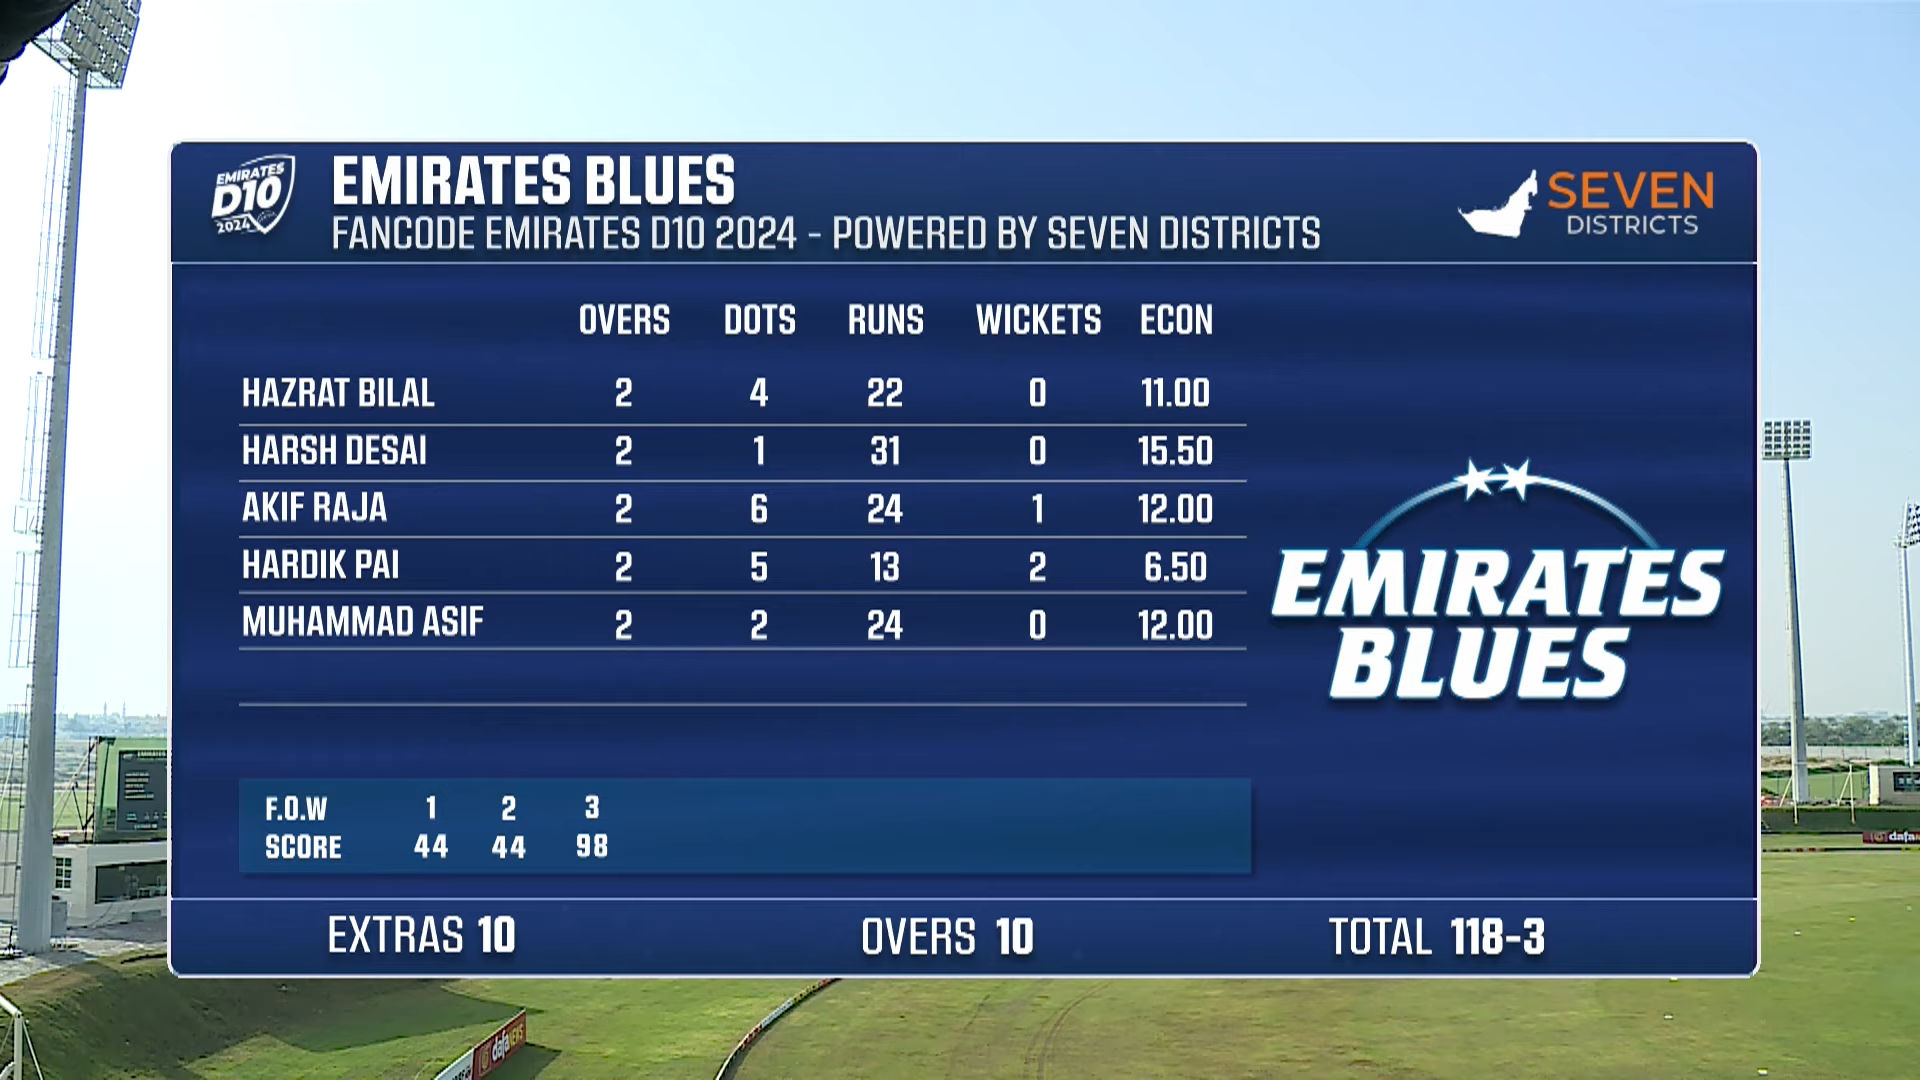 EMIRATES
D10
2024
EMIRATES BLUES
FANCODE EMIRATES D10 2024 - POWERED BY SEVEN DISTRICTS
SEVEN
DISTRICTS
OVERS DOTS RUNS WICKETS ECON
HAZRAT BILAL 2 4 22 0 11.00
HARSH DESAI 2 1 31 0 15.50
AKIF RAJA 2 6 24 1 12.00
HARDIK PAI 2 5 13 2 6.50
MUHAMMAD ASIF 2 2 24 0 12.00
EMIRATES
BLUES
F.O.W 1 2 3
SCORE 44 44 98
EXTRAS 10 OVERS 10 TOTAL 118-3
dafaNEWS